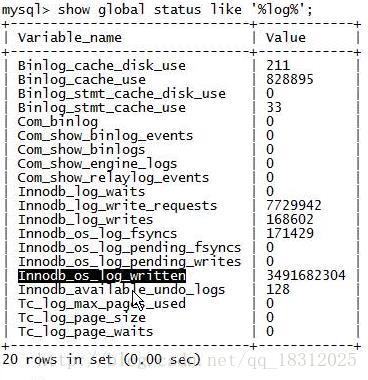 mysql> show global status like '%log%';
+------------------------------+------------+
| Variable_name | Value |
+------------------------------+------------+
| Binlog_cache_disk_use | 211 |
| Binlog_cache_use | 828895 |
| Binlog_stmt_cache_disk_use | 0 |
| Binlog_stmt_cache_use | 33 |
| Com_binlog | 0 |
| Com_show_binlog_events | 0 |
| Com_show_binlogs | 0 |
| Com_show_engine_logs | 0 |
| Com_show_relaylog_events | 0 |
| Innodb_log_waits | 0 |
| Innodb_log_write_requests | 7729942 |
| Innodb_log_writes | 168602 |
| Innodb_os_log_fsyncs | 171429 |
| Innodb_os_log_pending_fsyncs | 0 |
| Innodb_os_log_pending_writes | 0 |
| Innodb_os_log_written | 3491682304 |
| Innodb_available_undo_logs | 128 |
| Tc_log_max_pages_used | 0 |
| Tc_log_page_size | 0 |
| Tc_log_page_waits | 0 |
+------------------------------+------------+
20 rows in set (0.00 sec)
http://blog.csdn.net/qq_18312025